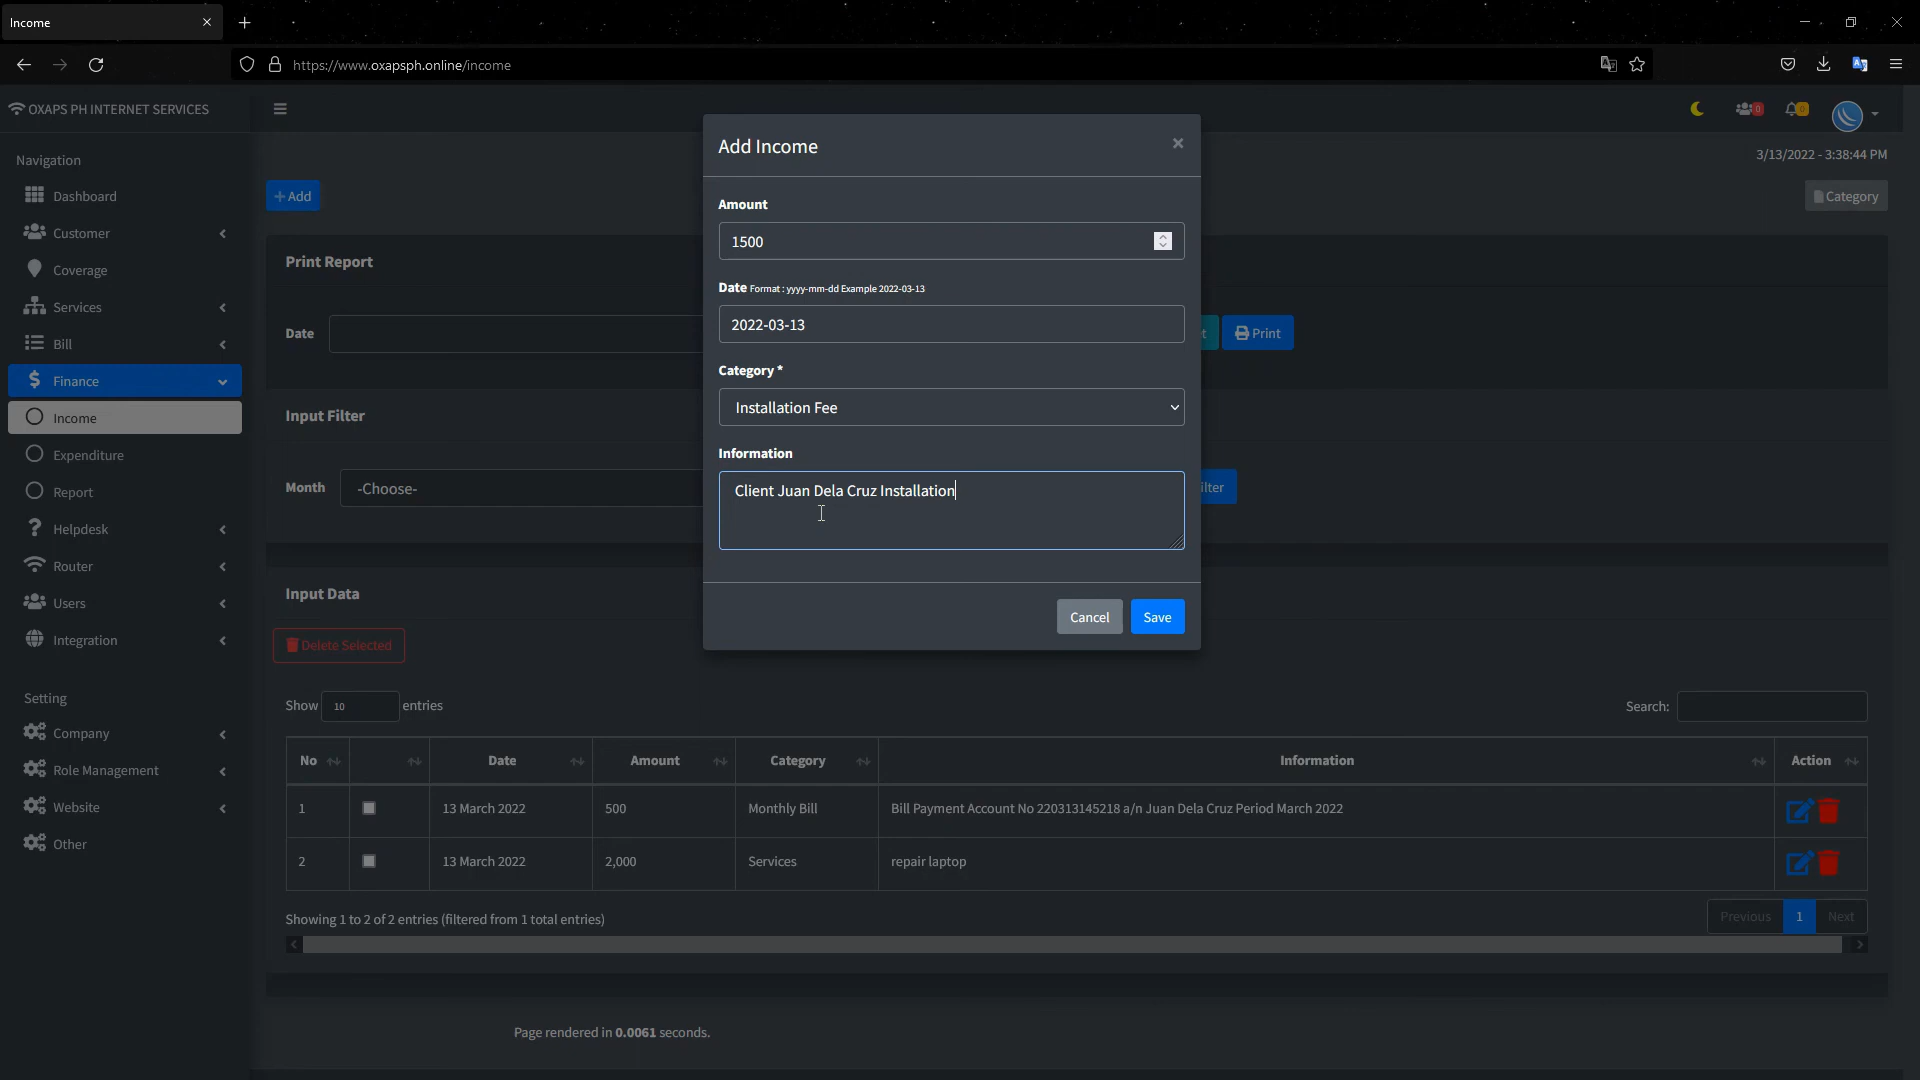 Income
https://www.oxapsph.online/income
OXAPS PH INTERNET SERVICES
0
0
3/13/2022 - 3:38:44 PM
Navigation
Dashboard
Customer
Coverage
Services
Bill
Finance
Income
Expenditure
Report
Helpdesk
Router
Users
Integration
Setting
Company
Role Management
Website
Other
Add
Category
Print Report
Date
Print
Input Filter
Month
-Choose-
Add Income
×
Amount
1500
Date Format : yyyy-mm-dd Example 2022-03-13
2022-03-13
Category *
Installation Fee
Information
Client Juan Dela Cruz Installation
Cancel
Save
Input Data
Delete Selected
Show 10 entries
Search:
No Date Amount Category Information Action
1 13 March 2022 500 Monthly Bill Bill Payment Account No 220313145218 a/n Juan Dela Cruz Period March 2022
2 13 March 2022 2,000 Services repair laptop
Showing 1 to 2 of 2 entries (filtered from 1 total entries)
Previous 1 Next
Page rendered in 0.0061 seconds.